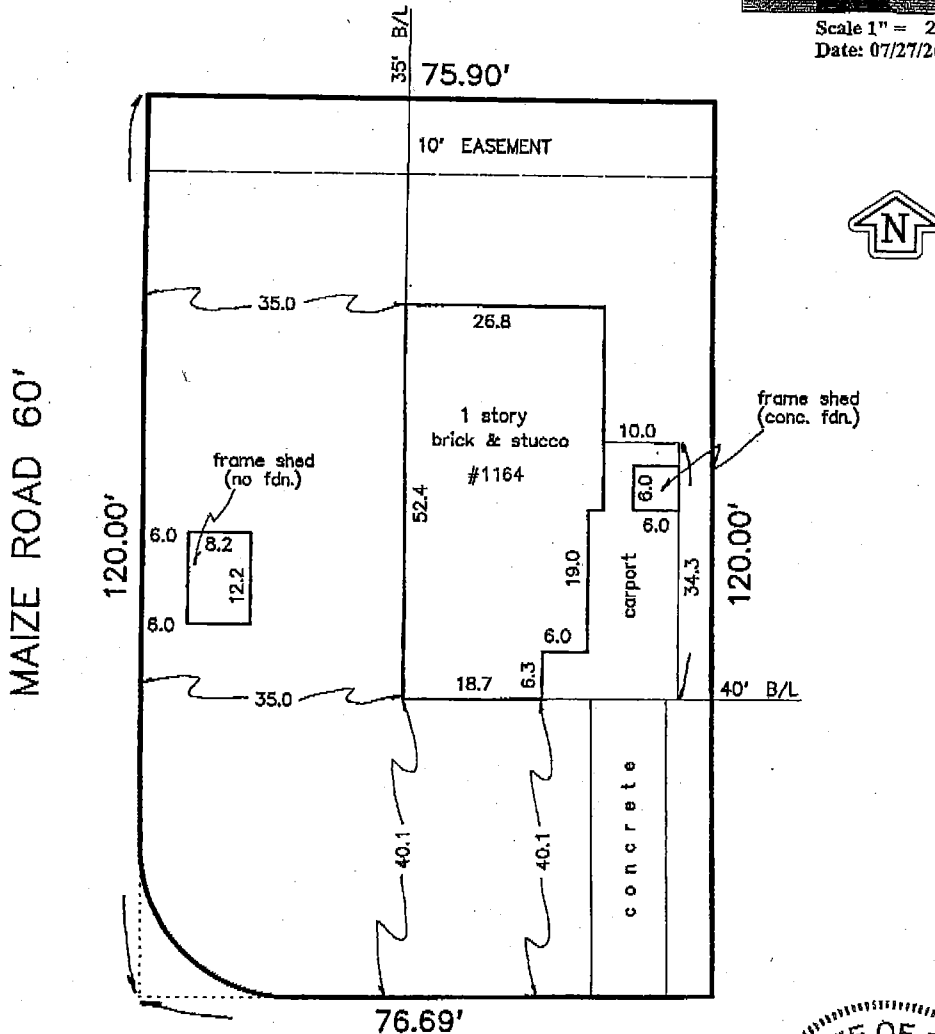 Scale 1" = 2
Date: 07/27/2
35' B/L
75.90'
10' EASEMENT
N
35.0
26.8
1 story
brick & stucco
#1164
10.0
frame shed
(conc. fdn.)
frame shed
(no fdn.)
6.0
6.0
52.4
6.0
8.2
12.2
6.0
19.0
carport
34.3
120.00'
120.00'
MAIZE ROAD 60'
6.0
6.3
18.7
35.0
40' B/L
40.1
40.1
concrete
76.69'